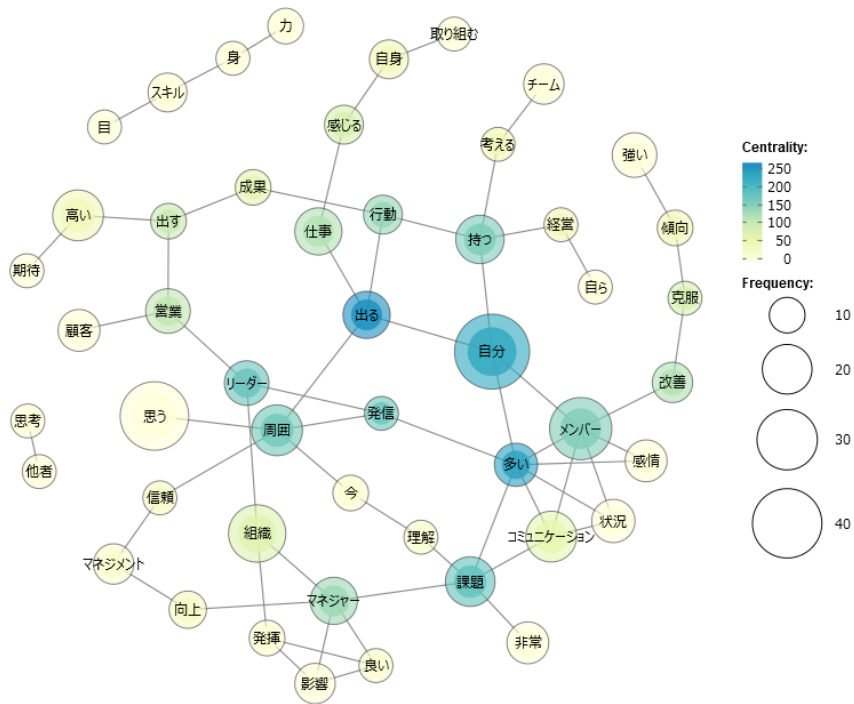 力
取り組む
身
自身
スキル
チーム
目
感じる
考える
強い
Centrality:
250
200
150
100
50
0
成果
高い
出す
行動
仕事
持つ
経営
傾向
期待
自ら
克服
Frequency:
10
20
30
40
顧客
営業
出る
自分
リーダー
改善
思う
発信
周囲
メンバー
思考
他者
多い
感情
信頼
今
組織
理解
コミュニケーション
状況
マネジメント
課題
向上
マネジャー
発揮
非常
影響
良い